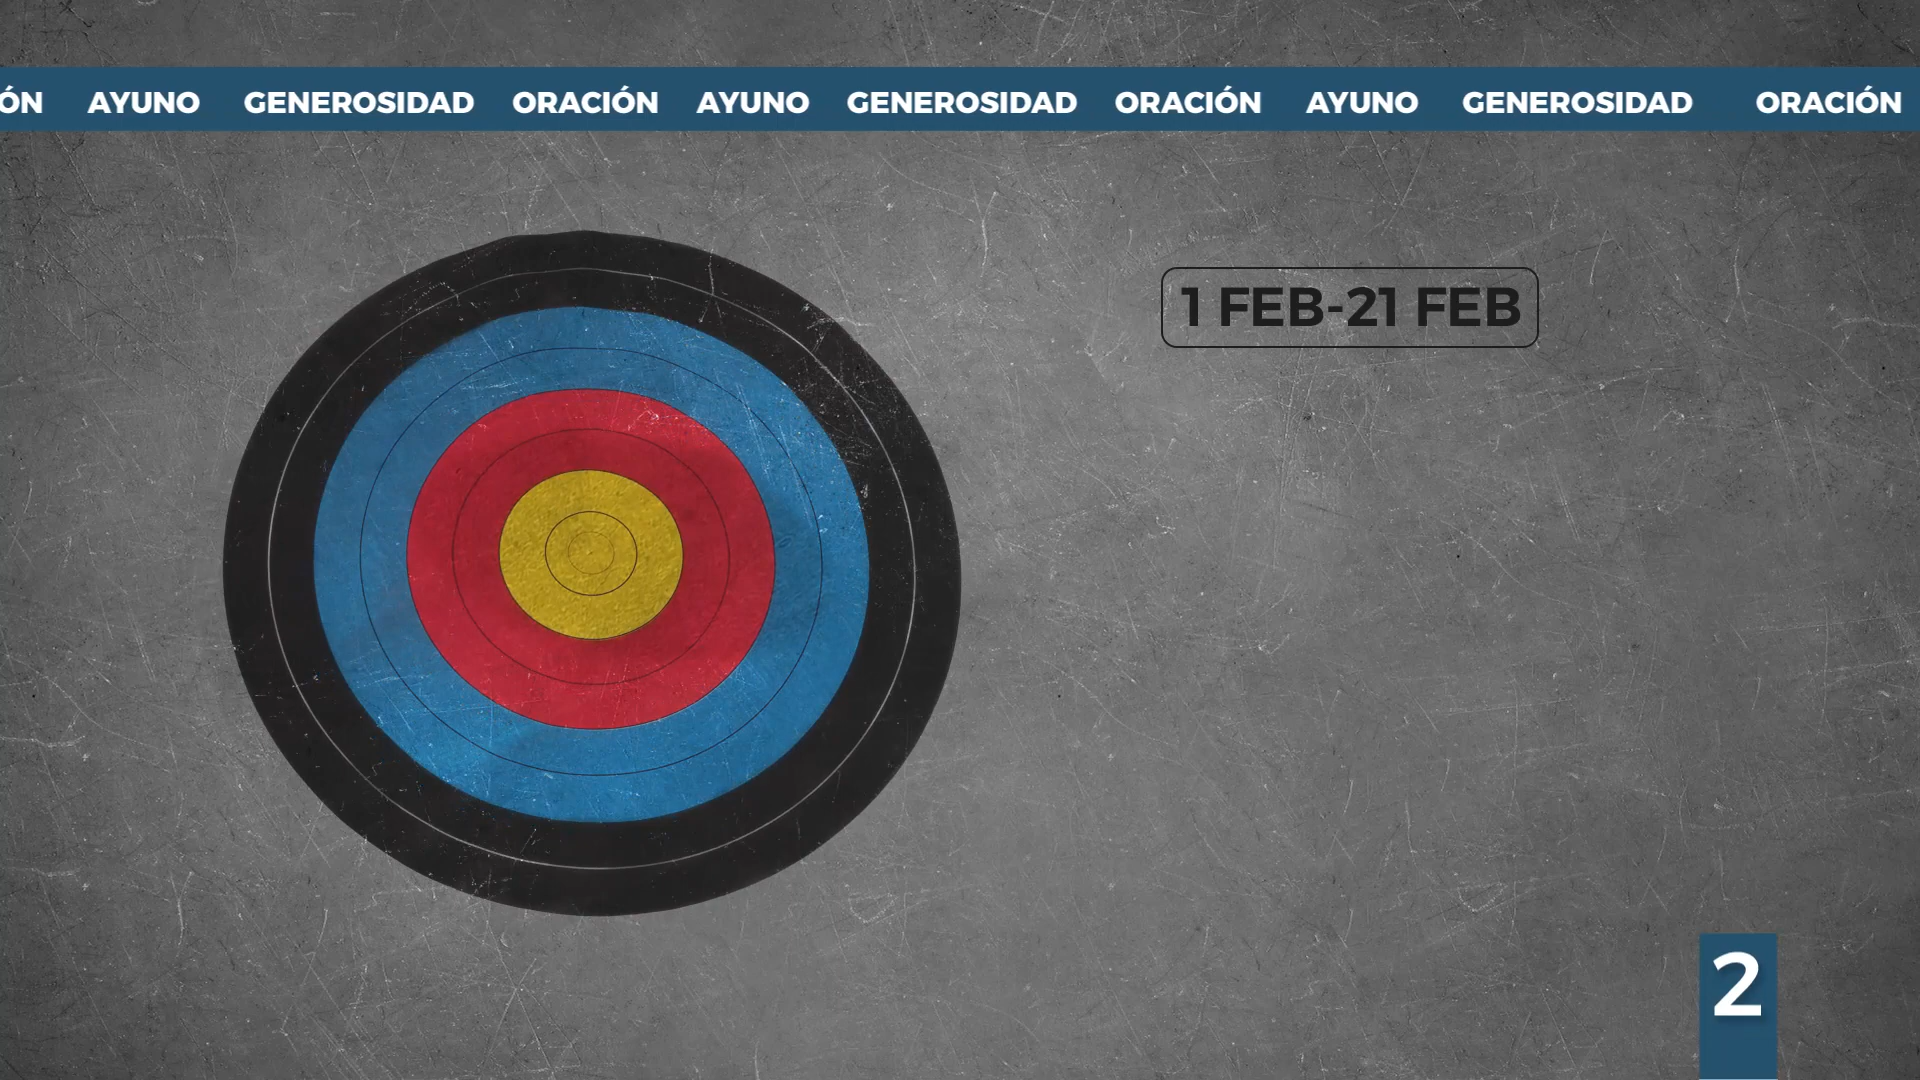 ÓN AYUNO GENEROSIDAD ORACIÓN AYUNO GENEROSIDAD ORACIÓN AYUNO GENEROSIDAD ORACIÓN
1 FEB-21 FEB
2